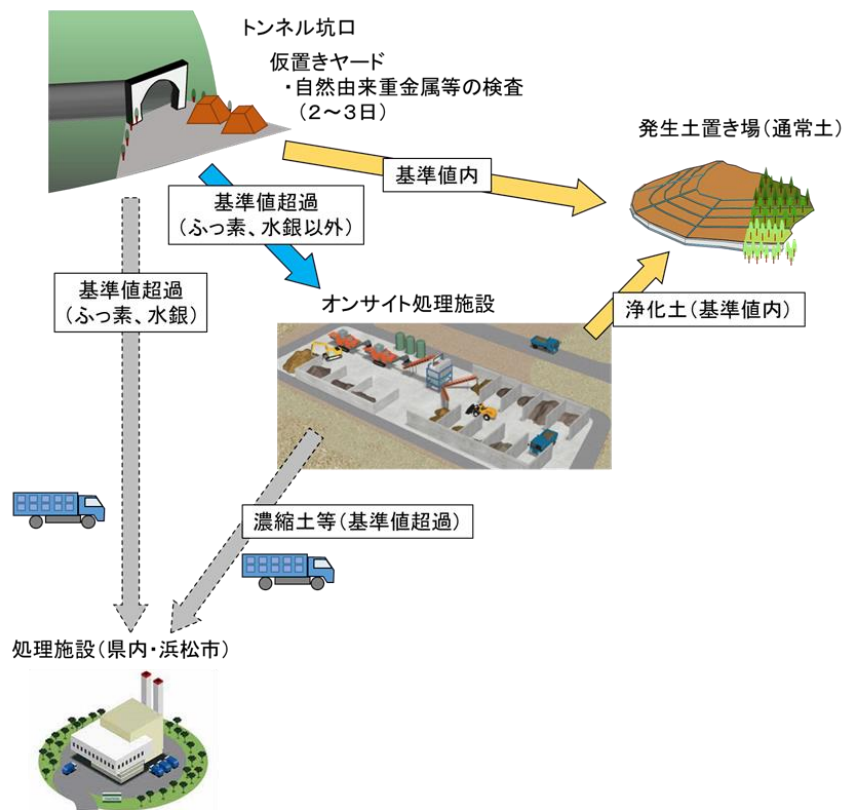 トンネル坑口
仮置きヤード
・自然由来重金属等の検査
（2～3日）
発生土置き場（通常土）
基準値内
基準値超過
（ふっ素、水銀以外）
基準値超過
（ふっ素、水銀）
オンサイト処理施設
浄化土（基準値内）
濃縮土等（基準値超過）
処理施設（県内・浜松市）